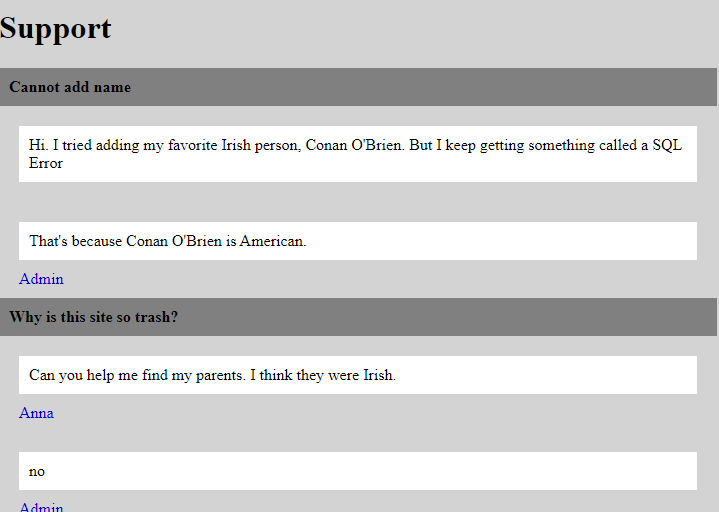 Support
Cannot add name
Hi. I tried adding my favorite Irish person, Conan O'Brien. But I keep getting something called a SQL
Error
That's because Conan O'Brien is American.
Admin
Why is this site so trash?
Can you help me find my parents. I think they were Irish.
Anna
no
Admin